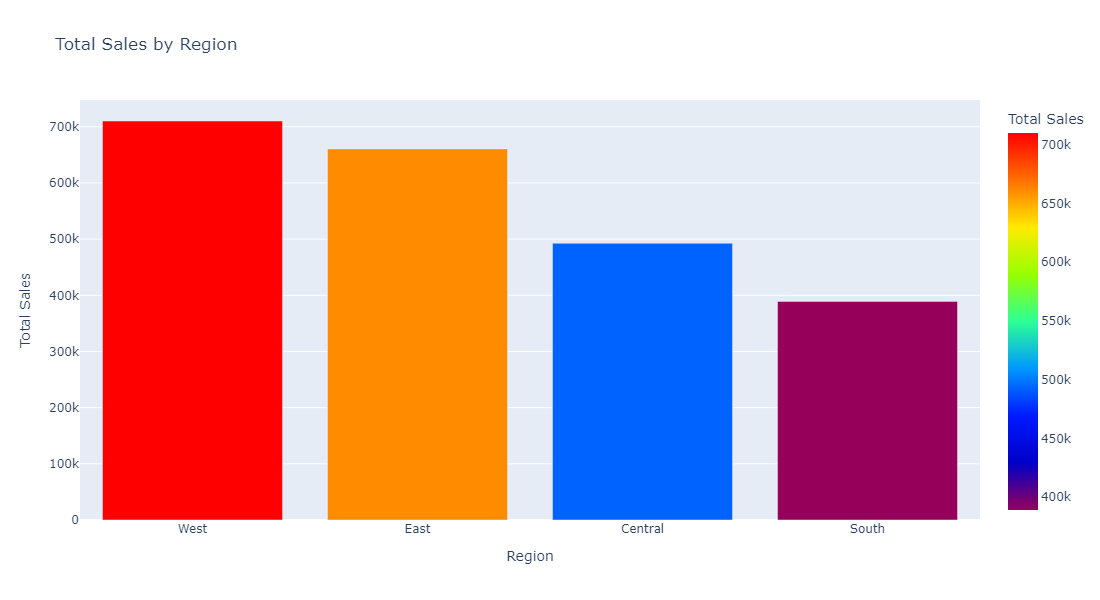 Total Sales by Region
Total Sales
700k
600k
500k
400k
300k
200k
100k
0
West East Central South
Region
Total Sales
700k
650k
600k
550k
500k
450k
400k